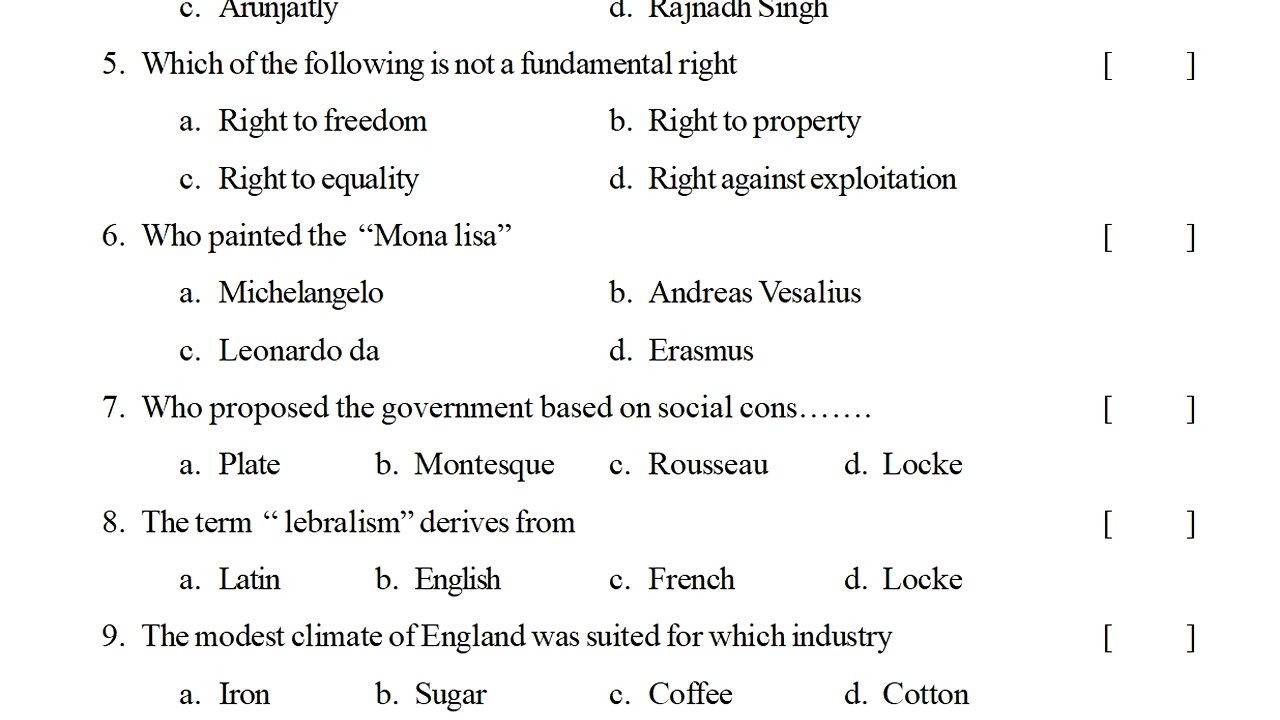 c. Arunjaitly d. Rajnadh Singh
5. Which of the following is not a fundamental right [ ]
a. Right to freedom b. Right to property
c. Right to equality d. Right against exploitation
6. Who painted the “Mona lisa” [ ]
a. Michelangelo b. Andreas Vesalius
c. Leonardo da d. Erasmus
7. Who proposed the government based on social cons....... [ ]
a. Plate b. Montesque c. Rousseau d. Locke
8. The term “ lebralism” derives from [ ]
a. Latin b. English c. French d. Locke
9. The modest climate of England was suited for which industry [ ]
a. Iron b. Sugar c. Coffee d. Cotton